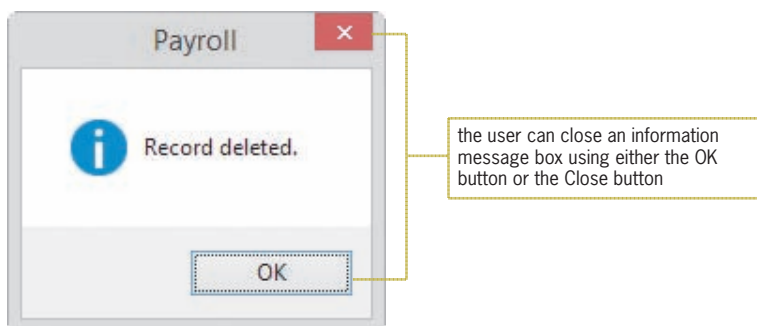 Payroll
Record deleted.
OK
the user can close an information
message box using either the OK
button or the Close button